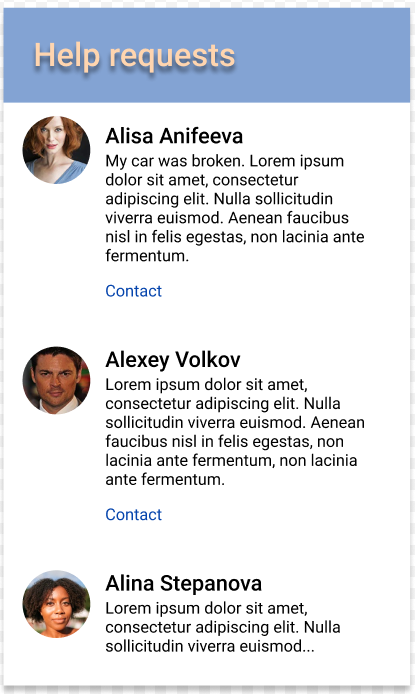 Help requests
Alisa Anifeeva
My car was broken. Lorem ipsum
dolor sit amet, consectetur
adipiscing elit. Nulla sollicitudin
viverra euismod. Aenean faucibus
nisl in felis egestas, non lacinia ante
fermentum.
Contact
Alexey Volkov
Lorem ipsum dolor sit amet,
consectetur adipiscing elit. Nulla
sollicitudin viverra euismod. Aenean
faucibus nisl in felis egestas, non
lacinia ante fermentum, non lacinia
ante fermentum.
Contact
Alina Stepanova
Lorem ipsum dolor sit amet,
consectetur adipiscing elit. Nulla
sollicitudin viverra euismod...